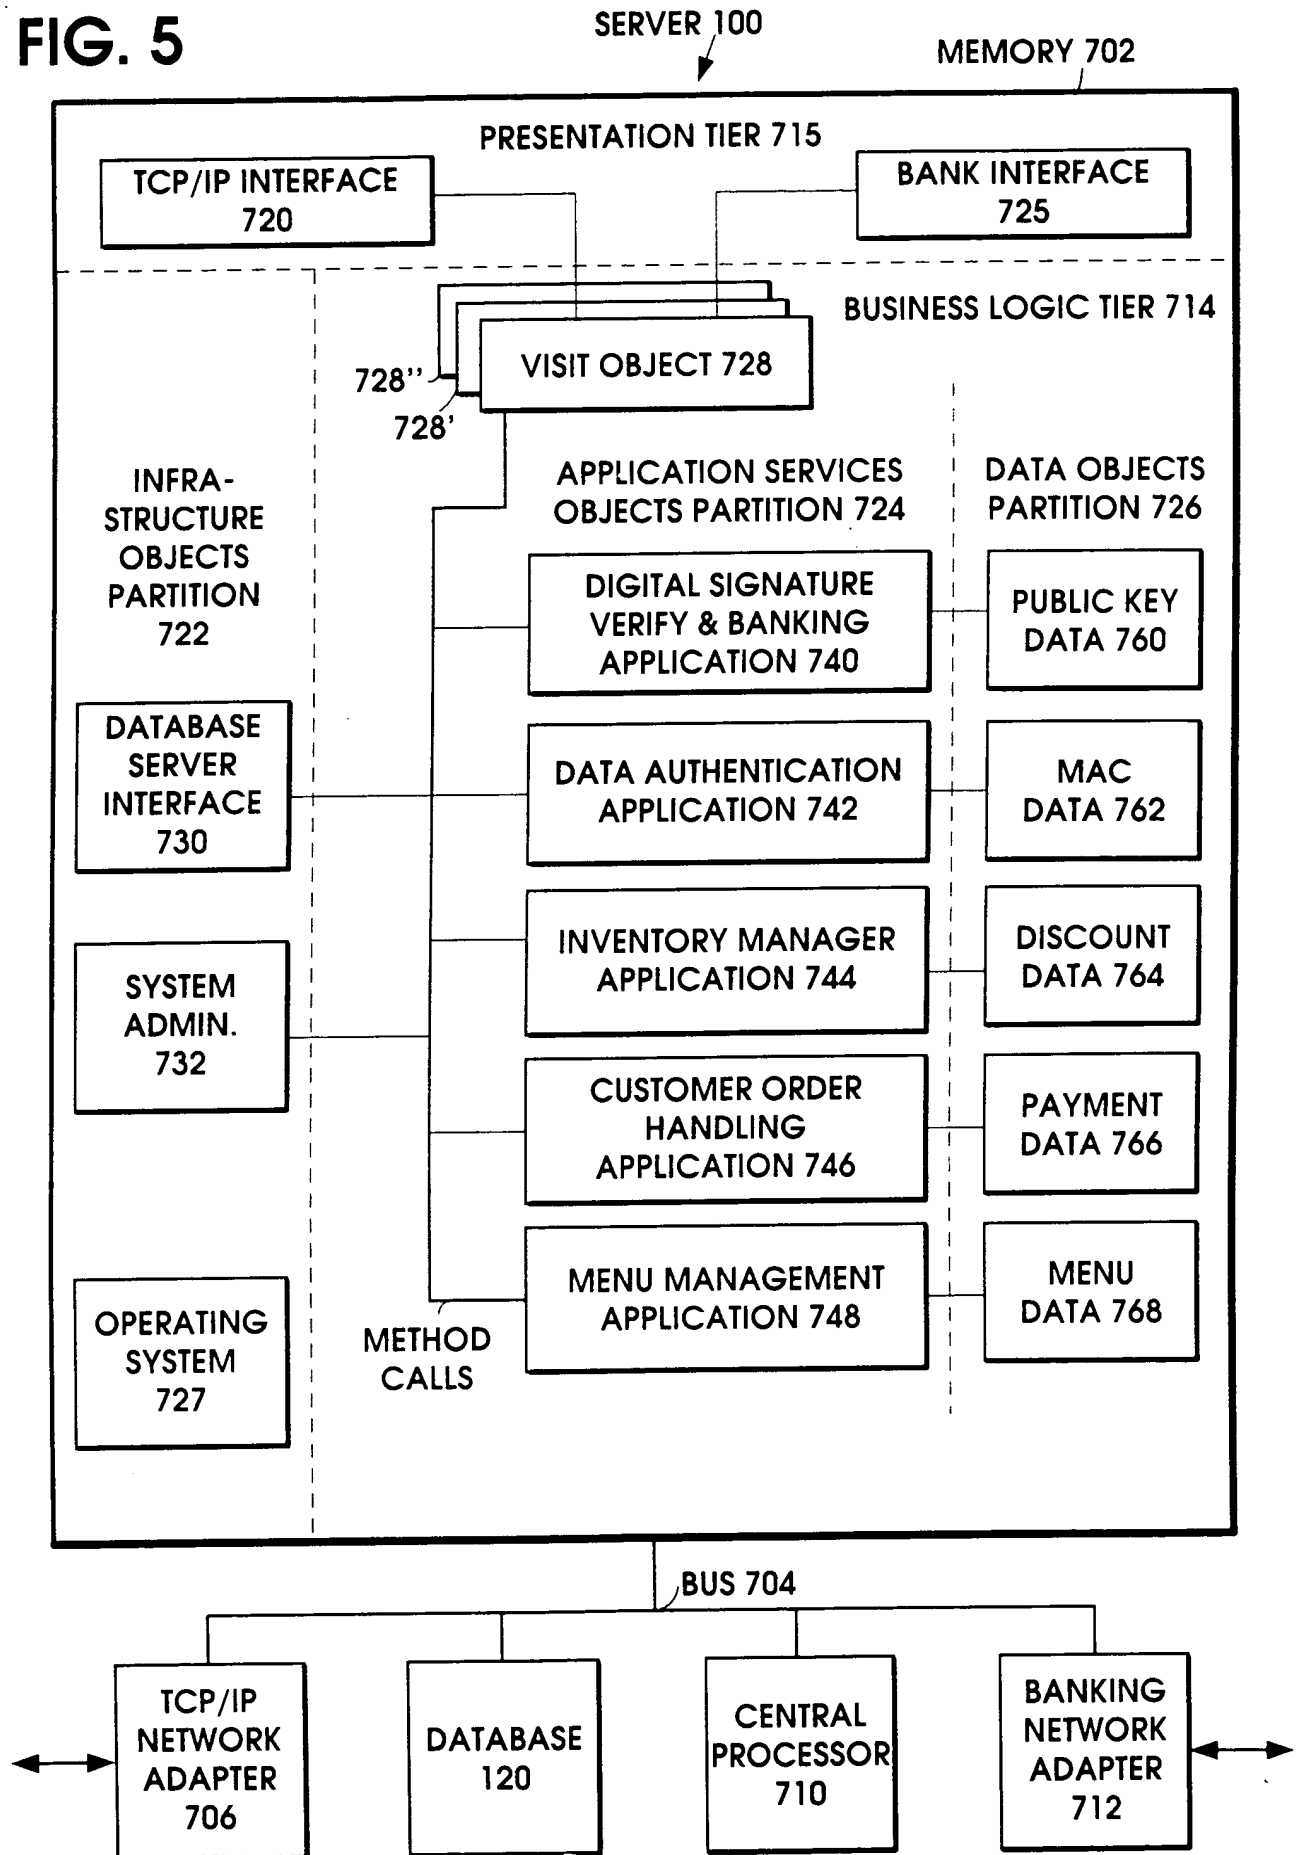 FIG. 5
SERVER 100
MEMORY 702
PRESENTATION TIER 715
TCP/IP INTERFACE
720
BANK INTERFACE
725
BUSINESS LOGIC TIER 714
VISIT OBJECT 728
728''
728'
INFRA-
STRUCTURE
OBJECTS
PARTITION
722
APPLICATION SERVICES
OBJECTS PARTITION 724
DATA OBJECTS
PARTITION 726
DIGITAL SIGNATURE
VERIFY & BANKING
APPLICATION 740
PUBLIC KEY
DATA 760
DATABASE
SERVER
INTERFACE
730
DATA AUTHENTICATION
APPLICATION 742
MAC
DATA 762
INVENTORY MANAGER
APPLICATION 744
DISCOUNT
DATA 764
SYSTEM
ADMIN.
732
CUSTOMER ORDER
HANDLING
APPLICATION 746
PAYMENT
DATA 766
MENU MANAGEMENT
APPLICATION 748
MENU
DATA 768
OPERATING
SYSTEM
727
METHOD
CALLS
BUS 704
TCP/IP
NETWORK
ADAPTER
706
DATABASE
120
CENTRAL
PROCESSOR
710
BANKING
NETWORK
ADAPTER
712